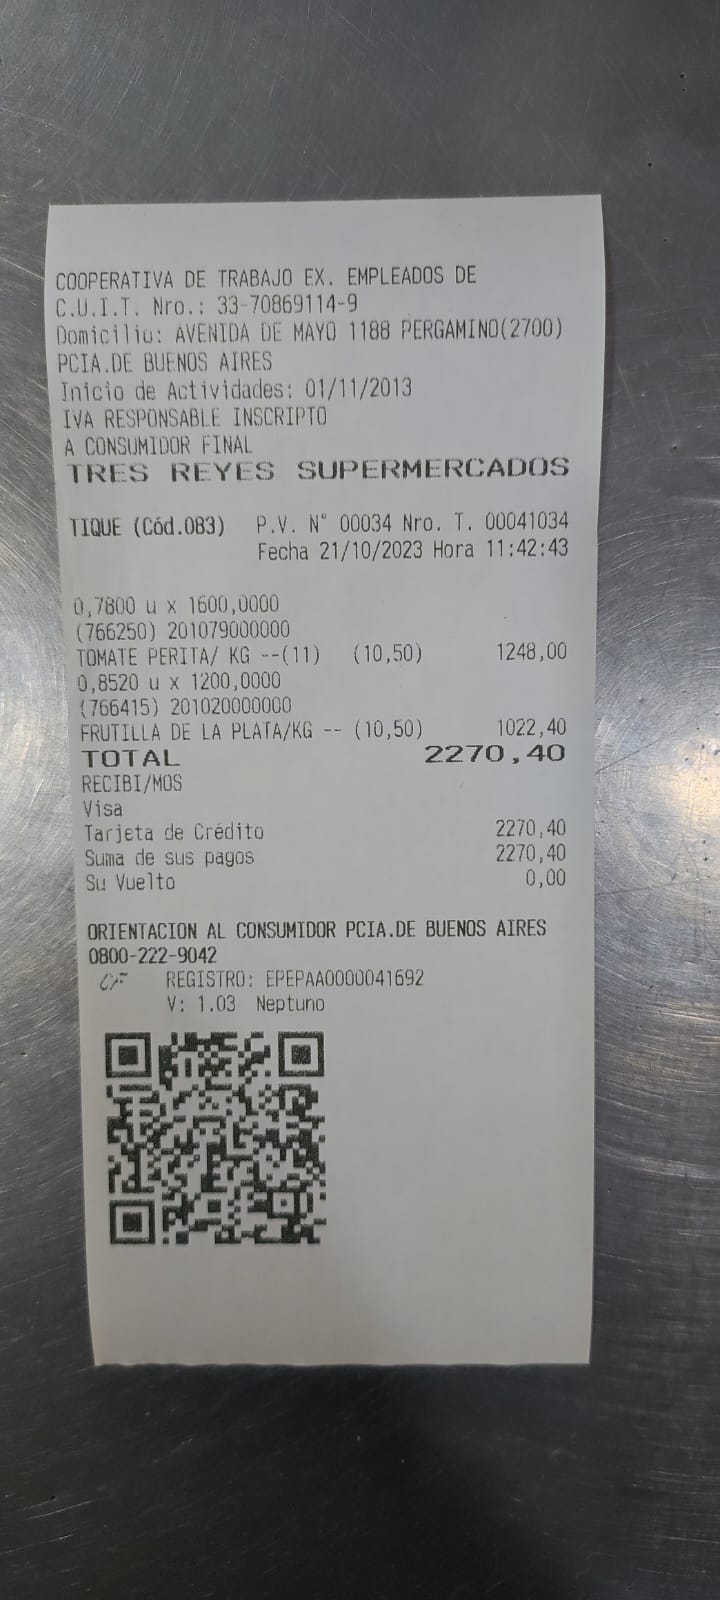 COOPERATIVA DE TRABAJO EX. EMPLEADOS DE
C.U.I.T. Nro.: 33-70869114-9
Domicilio: AVENIDA DE MAYO 1188 PERGAMINO(2700)
PCIA.DE BUENOS AIRES
Inicio de Actividades: 01/11/2013
IVA RESPONSABLE INSCRIPTO
A CONSUMIDOR FINAL
TRES REYES SUPERMERCADOS
TIQUE (Cód.083) P.V. N° 00034 Nro. T. 00041034
Fecha 21/10/2023 Hora 11:42:43
0,7800 u x 1600,0000
(766250) 201079000000
TOMATE PERITA/ KG --(11) (10,50) 1248,00
0,8520 u x 1200,0000
(766415) 201020000000
FRUTILLA DE LA PLATA/KG -- (10,50) 1022,40
TOTAL 2270,40
RECIBI/MOS
Visa
Tarjeta de Crédito 2270,40
Suma de sus pagos 2270,40
Su Vuelto 0,00
ORIENTACION AL CONSUMIDOR PCIA.DE BUENOS AIRES
0800-222-9042
CF REGISTRO: EPEPAA0000041692
V: 1.03 Neptuno